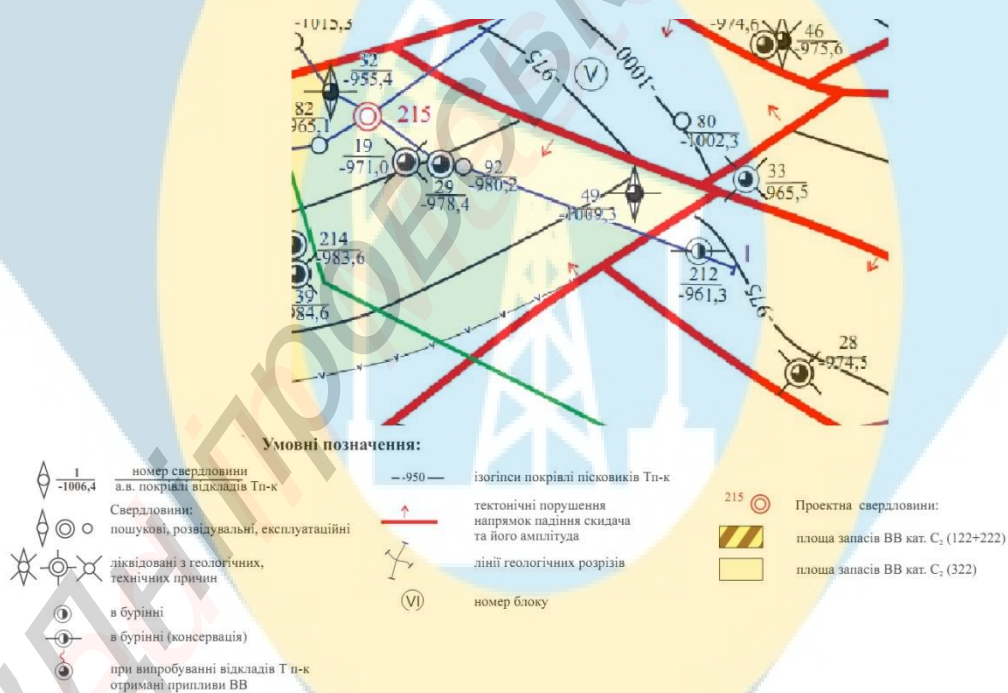 -1015,3
32
-955,4
82
965,1
215
19
-971,0
29
-978,4
92
-980,2
214
-983,6
39
984,6
-975
-1000
V
-974,6
46
-975,6
80
-1002,3
33
965,5
49
-1009,3
I
212
-961,3
-975
28
-974,5
Умовні позначення:
1
-1006,4
номер свердловини
а.в. покрівлі відкладів Тп-к
Свердловини:
пошукові, розвідувальні, експлуатаційні
ліквідовані з геологічних,
технічних причин
в бурінні
в бурінні (консервація)
при випробуванні відкладів Т п-к
отримані припливи ВВ
-950
ізогіпси покрівлі пісковиків Тп-к
тектонічні порушення
напрямок падіння скидача
та його амплітуда
лінії геологічних розрізів
VI
номер блоку
215
Проектна свердловини:
площа запасів ВВ кат. С₂ (122+222)
площа запасів ВВ кат. С₂ (322)